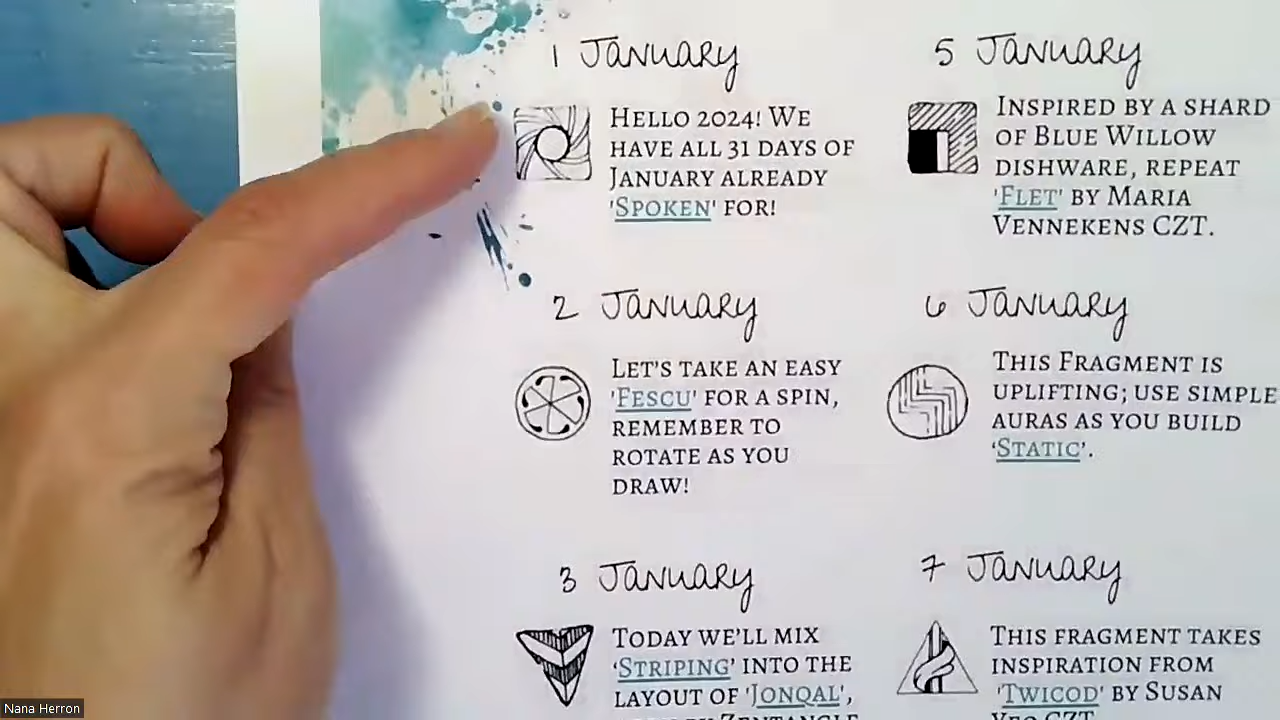 1 January
Hello 2024! We
have all 31 days of
January already
'Spoken' for!
2 January
Let's take an easy
'Fescu' for a spin,
remember to
rotate as you
draw!
3 January
Today we'll mix
'Striping' into the
layout of 'Jonqal',
5 January
Inspired by a shard
of Blue Willow
dishware, repeat
'Flet' by Maria
Vennekens CZT.
6 January
This Fragment is
uplifting; use simple
auras as you build
'Static'.
7 January
This fragment takes
inspiration from
'Twicod' by Susan
Yeo CZT.
Nana Herron